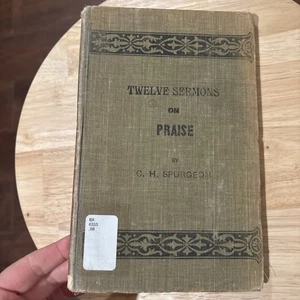 TWELVE SERMONS
ON
PRAISE
BY
C. H. SPURGEON